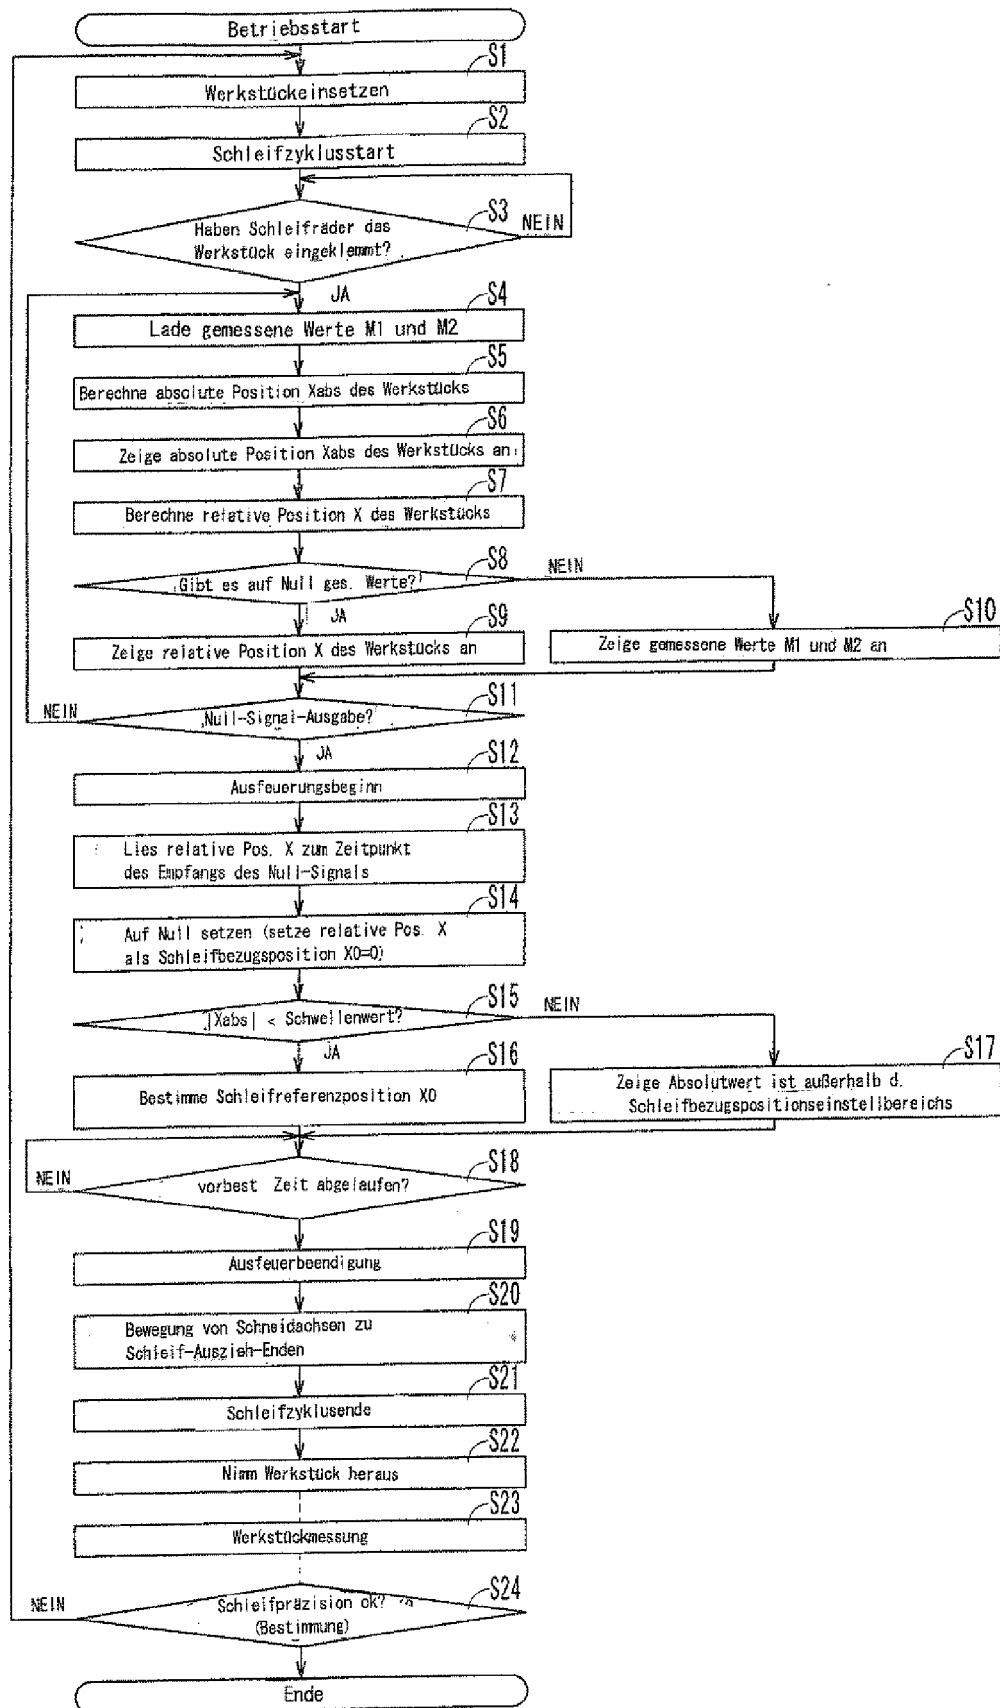 Betriebsstart
S1
Werkstückeinsetzen
S2
Schleifzyklusstart
S3
Haben Schleifräder das
Werkstück eingeklemmt?
NEIN
JA
S4
Lade gemessene Werte M1 und M2
S5
Berechne absolute Position Xabs des Werkstücks
S6
Zeige absolute Position Xabs des Werkstücks an
S7
Berechne relative Position X des Werkstücks
S8
Gibt es auf Null ges. Werte?
NEIN
JA
S9
Zeige relative Position X des Werkstücks an
S10
Zeige gemessene Werte M1 und M2 an
S11
Null-Signal-Ausgabe?
NEIN
JA
S12
Ausfeuerungsbeginn
S13
Lies relative Pos. X zum Zeitpunkt
des Empfangs des Null-Signals
S14
Auf Null setzen (setze relative Pos. X
als Schleifbezugsposition X0=0)
S15
|Xabs| < Schwellenwert?
NEIN
JA
S16
Bestimme Schleifreferenzposition X0
S17
Zeige Absolutwert ist außerhalb d.
Schleifbezugspositionseinstellbereichs
S18
vorbest Zeit abgelaufen?
NEIN
S19
Ausfeuerbeendigung
S20
Bewegung von Schneidachsen zu
Schleif-Auszieh-Enden
S21
Schleifzyklusende
S22
Nimm Werkstück heraus
S23
Werkstückmessung
S24
Schleifpräzision ok?
(Bestimmung)
NEIN
Ende